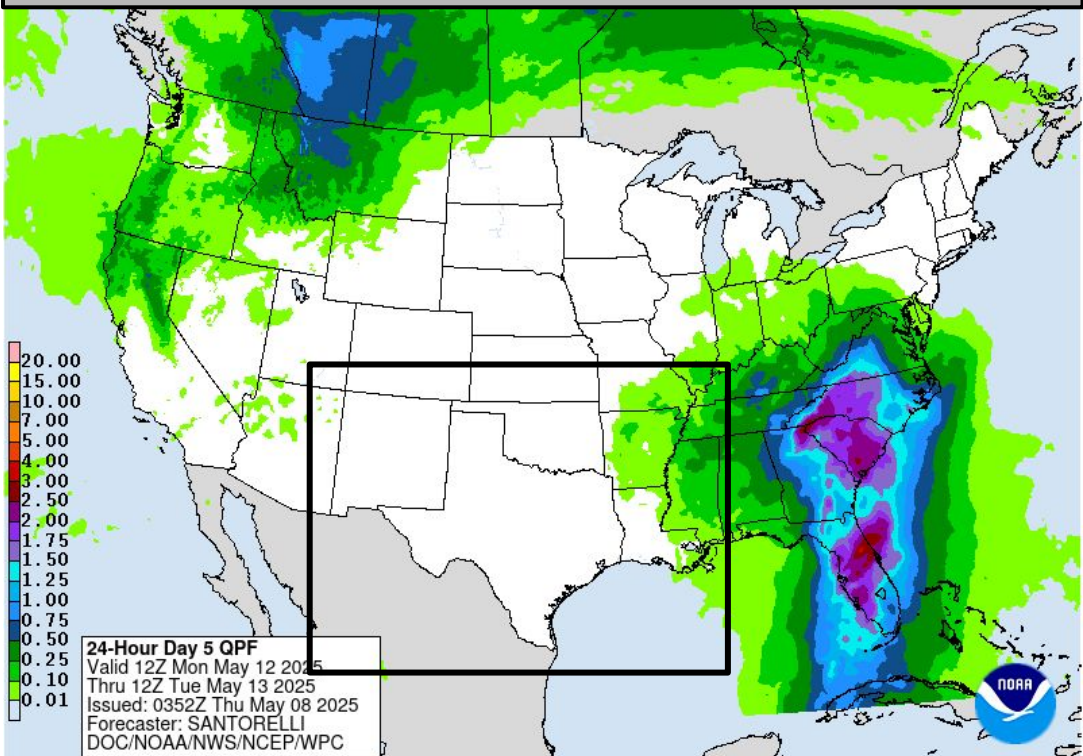 20.00
15.00
10.00
7.00
5.00
4.00
3.00
2.50
2.00
1.75
1.50
1.25
1.00
0.75
0.50
0.25
0.10
0.01
24-Hour Day 5 QPF
Valid 12Z Mon May 12 2025
Thru 12Z Tue May 13 2025
Issued: 0352Z Thu May 08 2025
Forecaster: SANTORELLI
DOC/NOAA/NWS/NCEP/WPC
NOAA